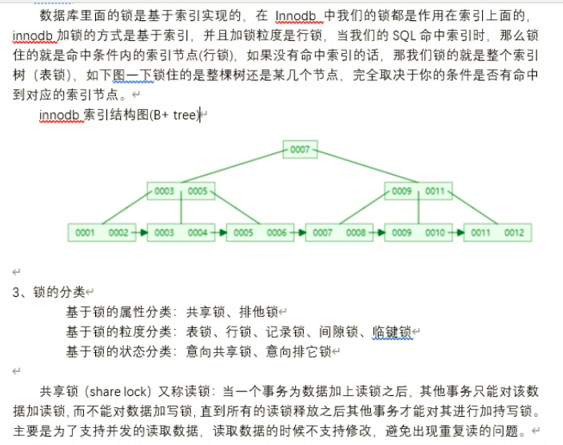 数据库里面的锁是基于索引实现的，在 Innodb 中我们的锁都是作用在索引上面的，
innodb 加锁的方式是基于索引，并且加锁粒度是行锁，当我们的 SQL 命中索引时，那么锁
住的就是命中条件内的索引节点(行锁)，如果没有命中索引的话，那我们锁的就是整个索引
树（表锁），如下图一下锁住的是整棵树还是某几个节点，完全取决于你的条件是否有命中
到对应的索引节点。
innodb 索引结构图(B+ tree)
0007
0003 0005 0009 0011
0001 0002 0003 0004 0005 0006 0007 0008 0009 0010 0011 0012
3、锁的分类
基于锁的属性分类：共享锁、排他锁
基于锁的粒度分类：表锁、行锁、记录锁、间隙锁、临键锁
基于锁的状态分类：意向共享锁、意向排它锁
共享锁（share lock）又称读锁：当一个事务为数据加上读锁之后，其他事务只能对该数
据加读锁，而不能对数据加写锁，直到所有的读锁释放之后其他事务才能对其进行加持写锁。
主要是为了支持并发的读取数据，读取数据的时候不支持修改，避免出现重复读的问题。